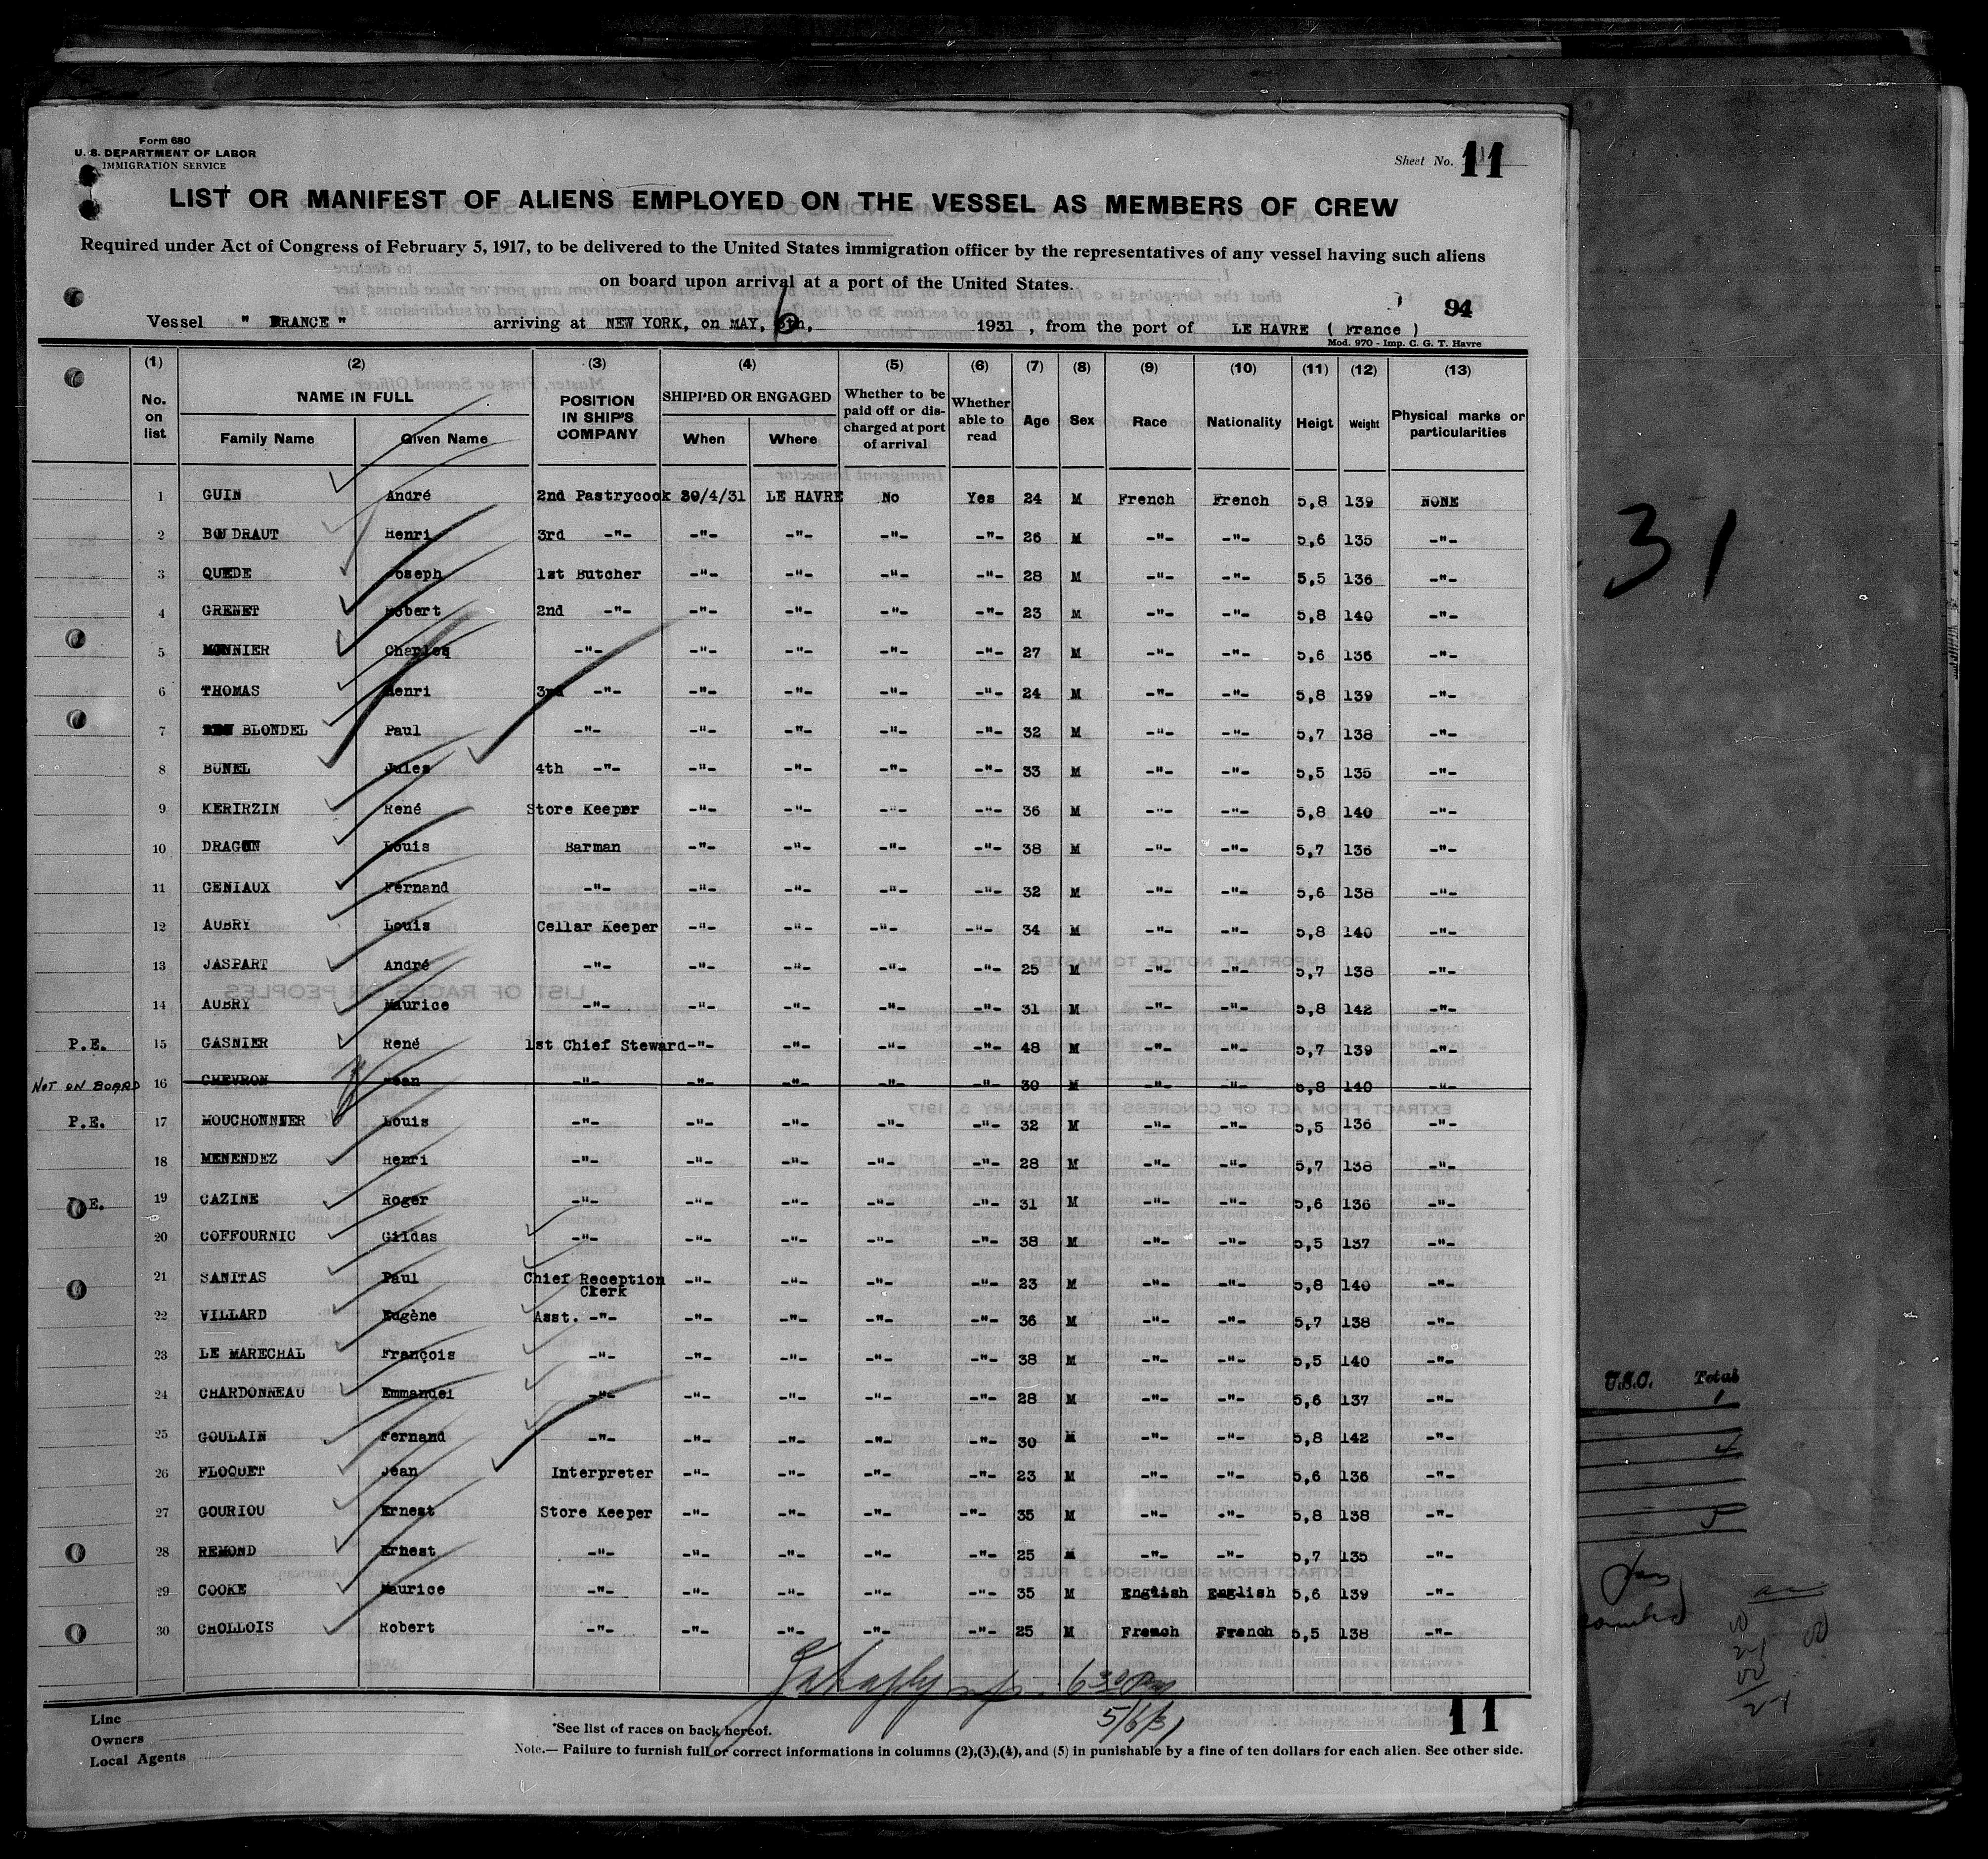 Form 680
U. S. DEPARTMENT OF LABOR
IMMIGRATION SERVICE
Sheet No. 11
LIST OR MANIFEST OF ALIENS EMPLOYED ON THE VESSEL AS MEMBERS OF CREW
Required under Act of Congress of February 5, 1917, to be delivered to the United States immigration officer by the representatives of any vessel having such aliens
on board upon arrival at a port of the United States.
94
Vessel " FRANCE " arriving at NEW YORK, on MAY, 6th, 1931 , from the port of LE HAVRE ( France )
Mod. 970 - Imp. C. G. T. Havre
(1) (2) (3) (4) (5) (6) (7) (8) (9) (10) (11) (12) (13)
No. on list NAME IN FULL Family Name Given Name POSITION IN SHIP'S COMPANY SHIPPED OR ENGAGED When Where Whether to be paid off or discharged at port of arrival Whether able to read Age Sex Race Nationality Heigt Weight Physical marks or particularities
1 GUIN André 2nd Pastrycook 30/4/31 LE HAVRE No Yes 24 M French French 5,8 139 NONE
2 BOUDRAUT Henri 3rd -"- -"- -"- -"- -"- 26 M -"- -"- 5,6 135 -"-
3 QUEDE Joseph 1st Butcher -"- -"- -"- -"- 28 M -"- -"- 5,5 136 -"-
4 GRENET Robert 2nd -"- -"- -"- -"- -"- 23 M -"- -"- 5,8 140 -"-
5 MONNIER Charles -"- -"- -"- -"- -"- 27 M -"- -"- 5,6 136 -"-
6 THOMAS Henri 3rd -"- -"- -"- -"- -"- 24 M -"- -"- 5,8 139 -"-
7 BLONDEL Paul -"- -"- -"- -"- -"- 32 M -"- -"- 5,7 138 -"-
8 BUNEL Jules 4th -"- -"- -"- -"- -"- 33 M -"- -"- 5,5 135 -"-
9 KERIRZIN René Store Keeper -"- -"- -"- -"- 36 M -"- -"- 5,8 140 -"-
10 DRAGON Louis Barman -"- -"- -"- -"- 38 M -"- -"- 5,7 136 -"-
11 GENIAUX Fernand -"- -"- -"- -"- -"- 32 M -"- -"- 5,6 138 -"-
12 AUBRY Louis Cellar Keeper -"- -"- -"- -"- 34 M -"- -"- 5,8 140 -"-
13 JASPART André -"- -"- -"- -"- -"- 25 M -"- -"- 5,7 138 -"-
14 AUBRY Maurice -"- -"- -"- -"- -"- 31 M -"- -"- 5,8 142 -"-
P.E. 15 GASNIER René 1st Chief Steward -"- -"- -"- -"- 48 M -"- -"- 5,7 139 -"-
NOT ON BOARD 16 CHEVRON Jean -"- -"- -"- -"- -"- 30 M -"- -"- 5,8 140 -"-
P.E. 17 MOUCHONNIER Louis -"- -"- -"- -"- -"- 32 M -"- -"- 5,5 136 -"-
18 MENENDEZ Henri -"- -"- -"- -"- -"- 28 M -"- -"- 5,7 138 -"-
P.E. 19 CAZINE Roger -"- -"- -"- -"- -"- 31 M -"- -"- 5,6 136 -"-
20 COFFOURNIC Gildas -"- -"- -"- -"- -"- 38 M -"- -"- 5,5 137 -"-
21 SANITAS Paul Chief Reception Clerk -"- -"- -"- -"- 23 M -"- -"- 5,8 140 -"-
22 VILLARD Eugène Asst. -"- -"- -"- -"- -"- 36 M -"- -"- 5,7 138 -"-
23 LE MARECHAL François -"- -"- -"- -"- -"- 38 M -"- -"- 5,5 140 -"-
24 CHARDONNEAU Emmanuel -"- -"- -"- -"- -"- 28 M -"- -"- 5,6 137 -"-
25 GOULAIN Fernand -"- -"- -"- -"- -"- 30 M -"- -"- 5,8 142 -"-
26 FLOQUET Jean Interpreter -"- -"- -"- -"- 23 M -"- -"- 5,6 136 -"-
27 GOURIOU Ernest Store Keeper -"- -"- -"- -"- 35 M -"- -"- 5,8 138 -"-
28 REMOND Ernest -"- -"- -"- -"- -"- 25 M -"- -"- 5,7 135 -"-
29 COOKE Maurice -"- -"- -"- -"- -"- 35 M English English 5,6 139 -"-
30 CHOLLOIS Robert -"- -"- -"- -"- -"- 25 M French French 5,5 138 -"-
6 30 Pm
5/6/31
11
Line
Owners
Local Agents
*See list of races on back hereof.
Note.— Failure to furnish full or correct informations in columns (2),(3),(4), and (5) in punishable by a fine of ten dollars for each alien. See other side.
31
U.S.C. Total
1
4
5